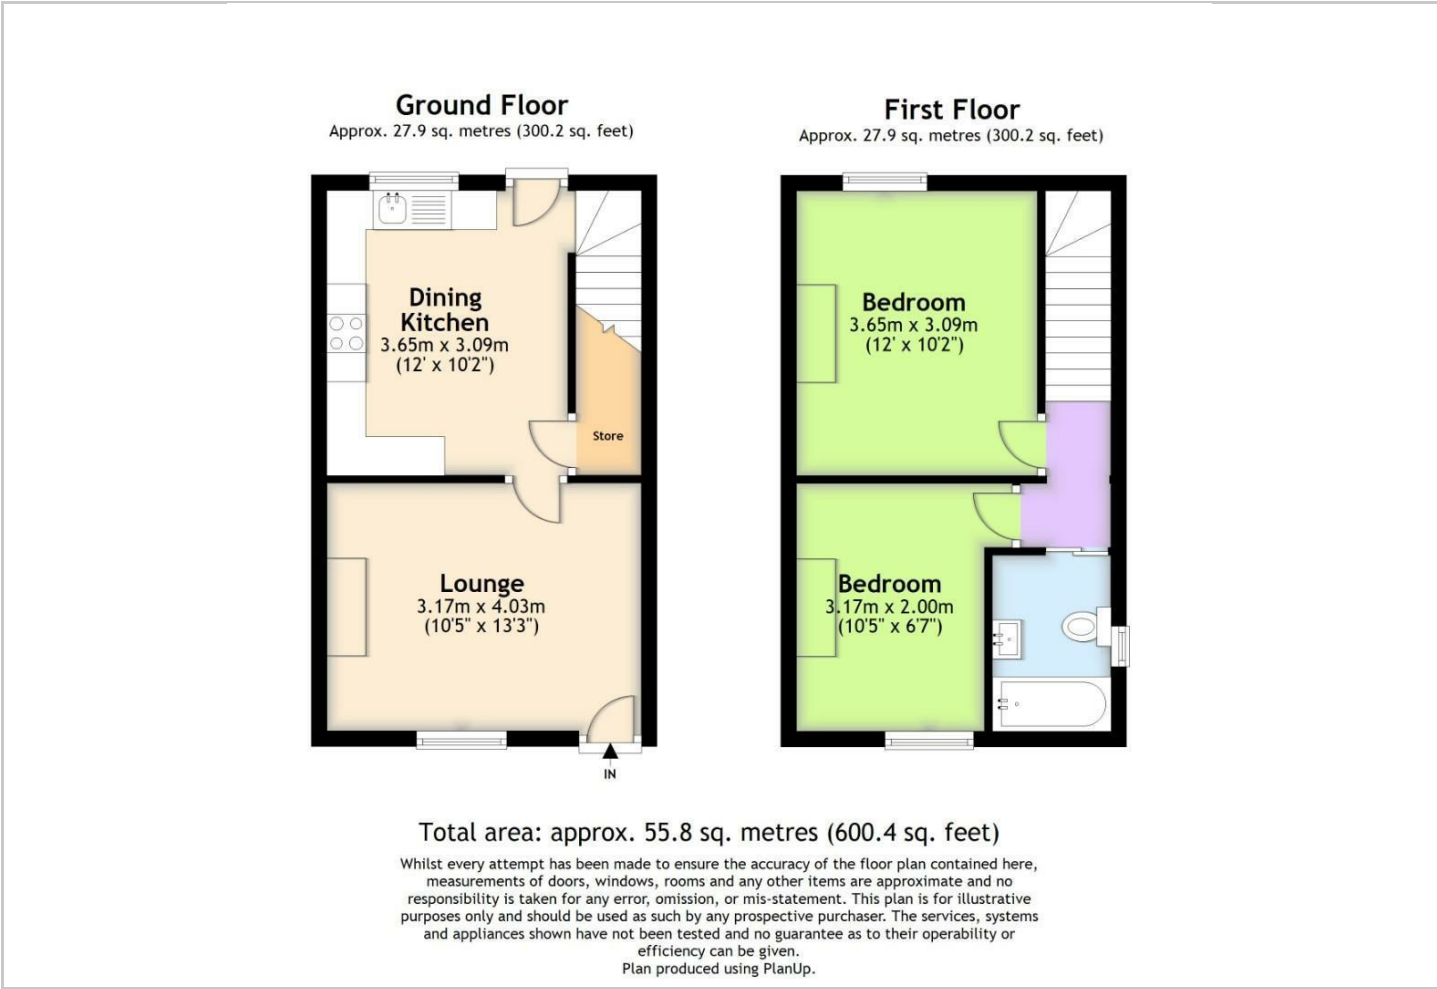 Ground Floor
Approx. 27.9 sq. metres (300.2 sq. feet)
Dining
Kitchen
3.65m x 3.09m
(12' x 10'2")
Store
Lounge
3.17m x 4.03m
(10'5" x 13'3")
IN
First Floor
Approx. 27.9 sq. metres (300.2 sq. feet)
Bedroom
3.65m x 3.09m
(12' x 10'2")
Bedroom
3.17m x 2.00m
(10'5" x 6'7")
Total area: approx. 55.8 sq. metres (600.4 sq. feet)
Whilst every attempt has been made to ensure the accuracy of the floor plan contained here,
measurements of doors, windows, rooms and any other items are approximate and no
responsibility is taken for any error, omission, or mis-statement. This plan is for illustrative
purposes only and should be used as such by any prospective purchaser. The services, systems
and appliances shown have not been tested and no guarantee as to their operability or
efficiency can be given.
Plan produced using PlanUp.